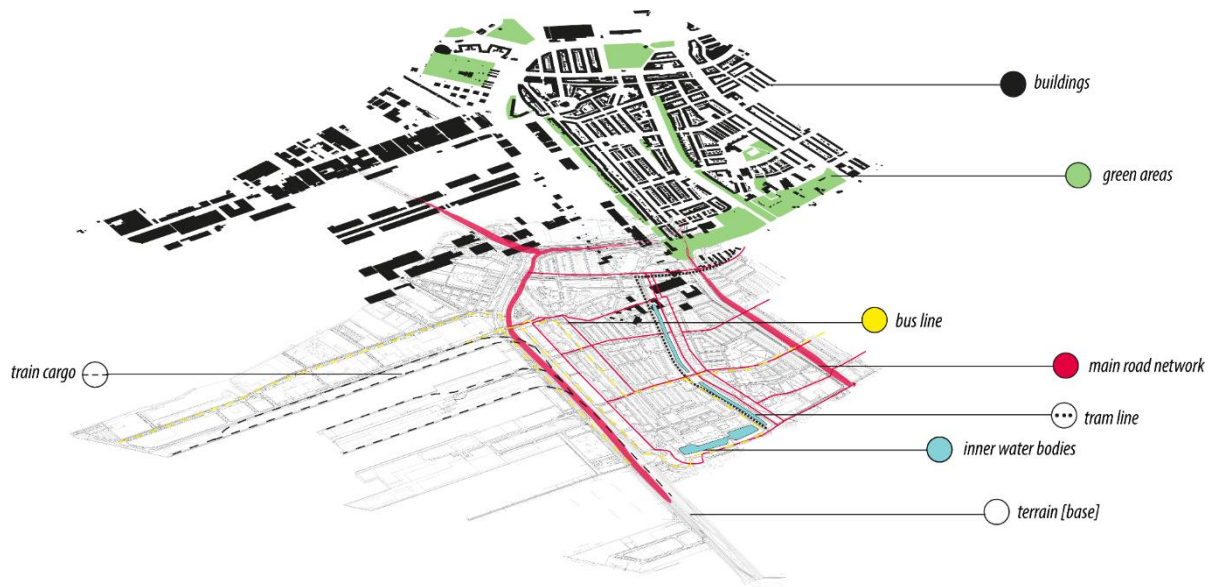 buildings
green areas
bus line
train cargo
main road network
tram line
inner water bodies
terrain [base]